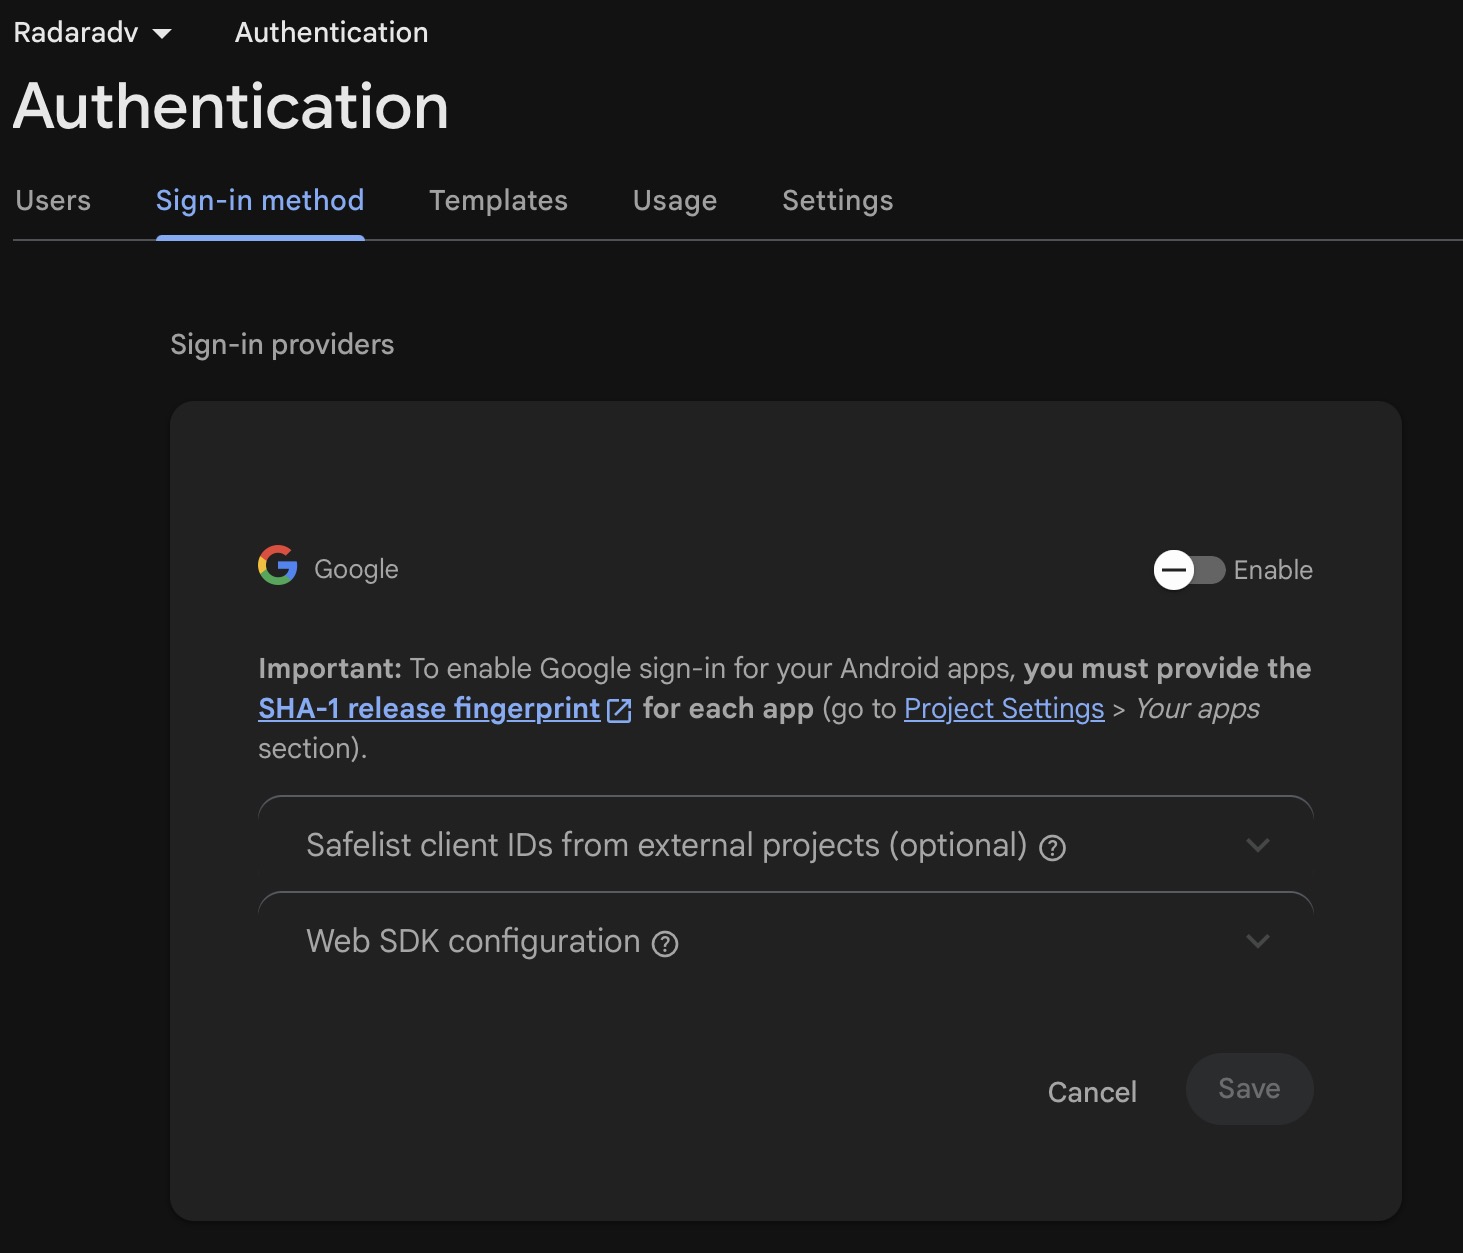 Radaradv Authentication
Authentication
Users Sign-in method Templates Usage Settings
Sign-in providers
Google Enable
Important: To enable Google sign-in for your Android apps, you must provide the
SHA-1 release fingerprint for each app (go to Project Settings > Your apps
section).
Safelist client IDs from external projects (optional) ?
Web SDK configuration ?
Cancel Save